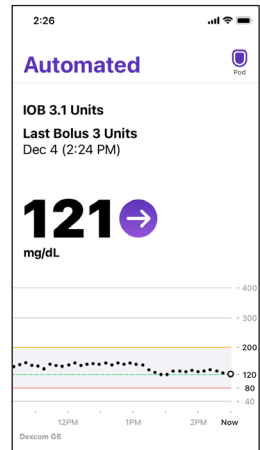 2:26
Automated
Pod
IOB 3.1 Units
Last Bolus 3 Units
Dec 4 (2:24 PM)
121
mg/dL
400
300
200
120
80
40
12PM 1PM 2PM Now
Dexcom G6